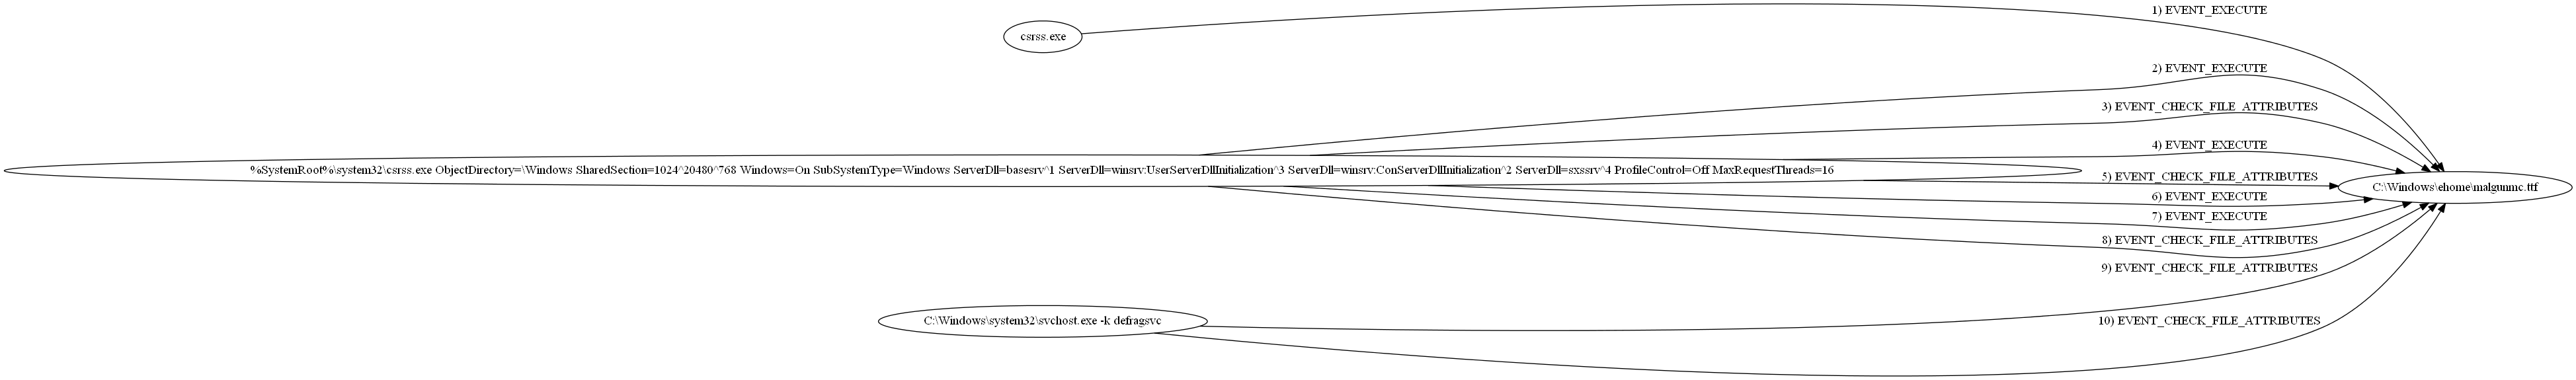 1) EVENT_EXECUTE
csrss.exe
2) EVENT_EXECUTE
3) EVENT_CHECK_FILE_ATTRIBUTES
4) EVENT_EXECUTE
%SystemRoot%\system32\csrss.exe ObjectDirectory=\Windows SharedSection=1024^20480^768 Windows=On SubSystemType=Windows ServerDll=basesrv^1 ServerDll=winsrv:UserServerDllInitialization^3 ServerDll=winsrv:ConServerDllInitialization^2 ServerDll=sxssrv^4 ProfileControl=Off MaxRequestThreads=16
5) EVENT_CHECK_FILE_ATTRIBUTES
C:\Windows\ehome\malgunmc.ttf
6) EVENT_EXECUTE
7) EVENT_EXECUTE
8) EVENT_CHECK_FILE_ATTRIBUTES
9) EVENT_CHECK_FILE_ATTRIBUTES
C:\Windows\system32\svchost.exe -k defragsvc
10) EVENT_CHECK_FILE_ATTRIBUTES